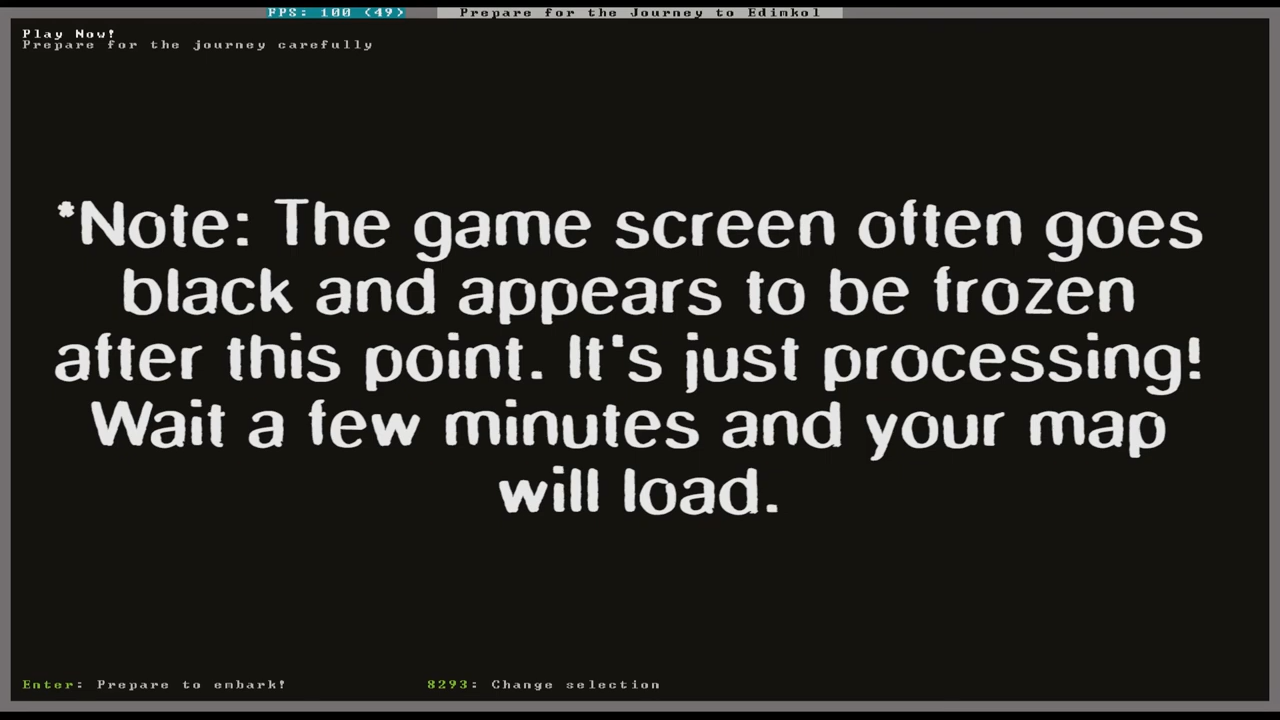 FPS: 100 (49)
Prepare for the Journey to Edimkol
Play Now!
Prepare for the journey carefully
*Note: The game screen often goes
black and appears to be frozen
after this point. It's just processing!
Wait a few minutes and your map
will load.
Enter: Prepare to embark!
8293: Change selection